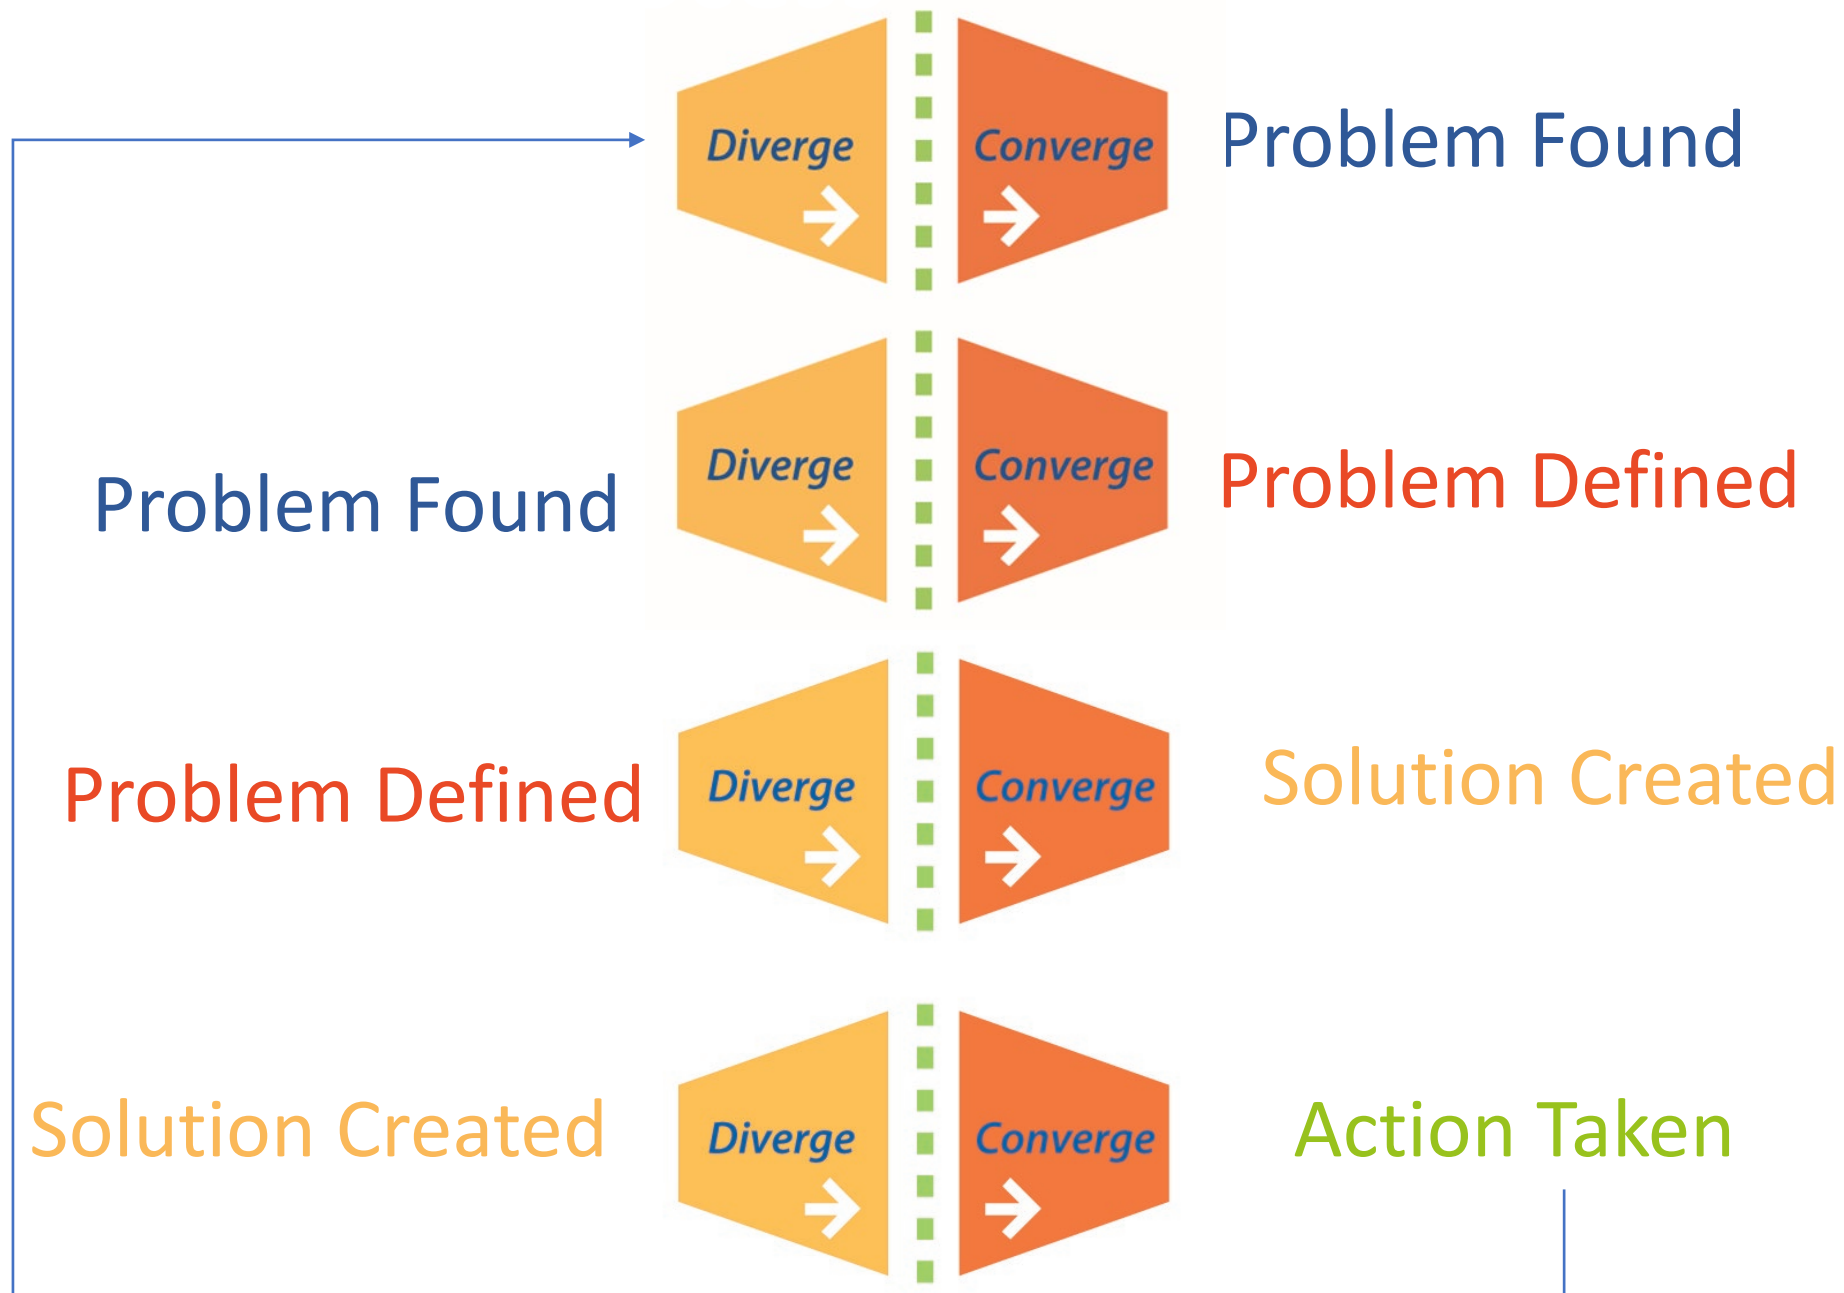 Diverge Converge Problem Found
Problem Found Diverge Converge Problem Defined
Problem Defined Diverge Converge Solution Created
Solution Created Diverge Converge Action Taken